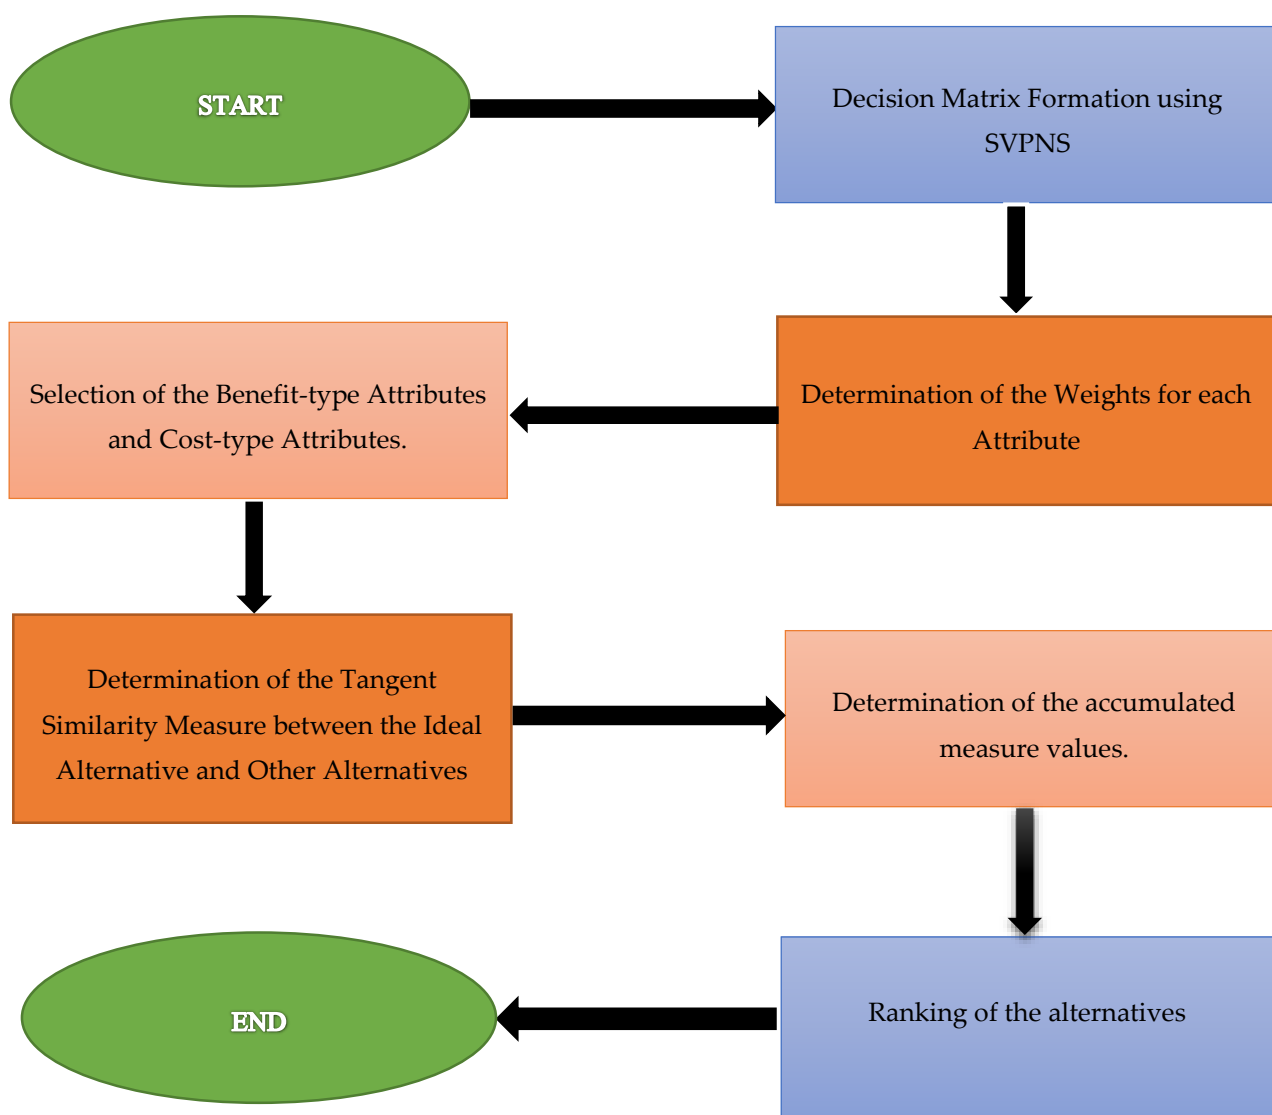 START
Decision Matrix Formation using
SVPNS
Determination of the Weights for each
Attribute
Selection of the Benefit-type Attributes
and Cost-type Attributes.
Determination of the Tangent
Similarity Measure between the Ideal
Alternative and Other Alternatives
Determination of the accumulated
measure values.
Ranking of the alternatives
END